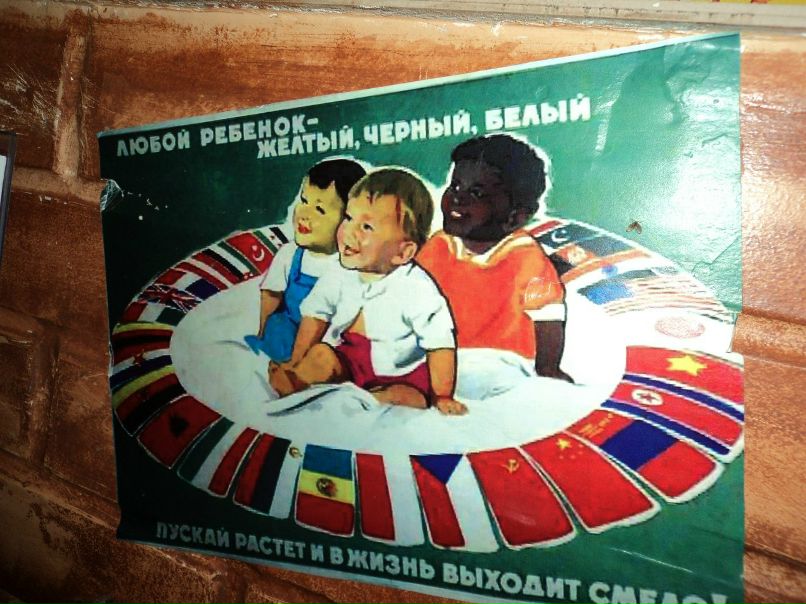 ЛЮБОЙ РЕБЕНОК-
ЖЕЛТЫЙ, ЧЕРНЫЙ, БЕЛЫЙ
ПУСКАЙ РАСТЕТ И В ЖИЗНЬ ВЫХОДИТ СМЕЛО!